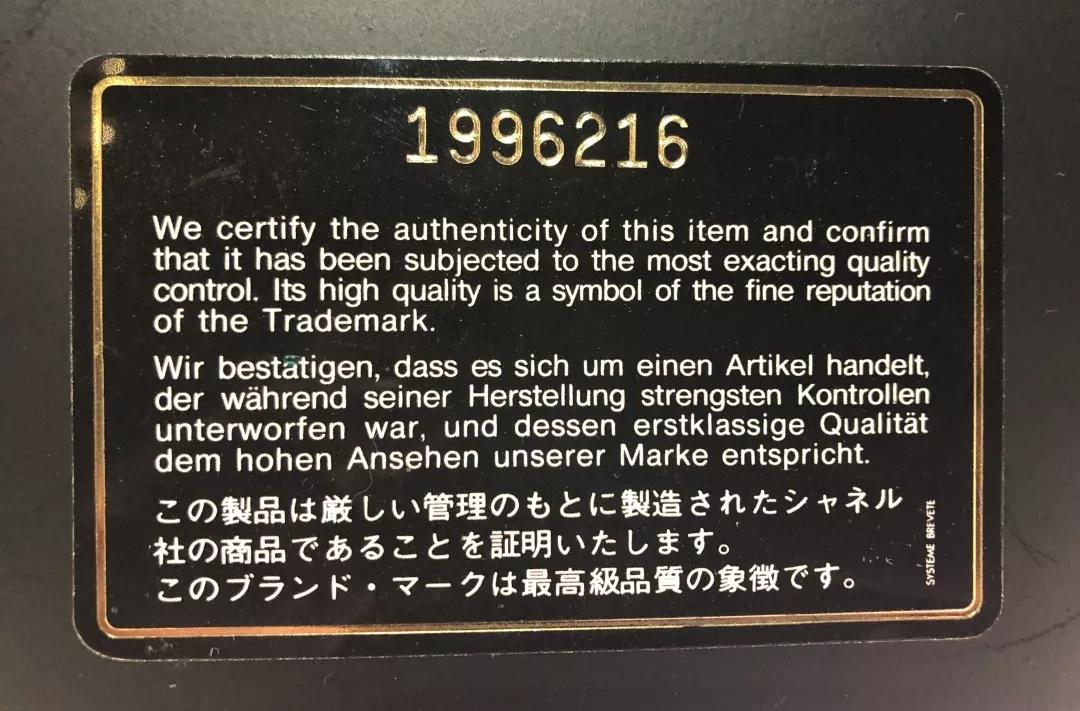 1996216
We certify the authenticity of this item and confirm
that it has been subjected to the most exacting quality
control. Its high quality is a symbol of the fine reputation
of the Trademark.
Wir bestätigen, dass es sich um einen Artikel handelt,
der während seiner Herstellung strengsten Kontrollen
unterworfen war, und dessen erstklassige Qualität
dem hohen Ansehen unserer Marke entspricht.
この製品は厳しい管理のもとに製造されたシャネル
社の商品であることを証明いたします。
このブランド・マークは最高級品質の象徴です。
SYSTEME BREVETE